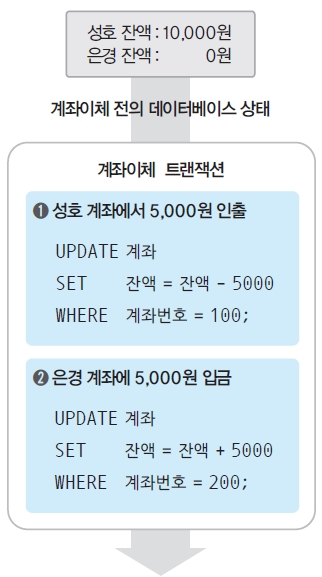 성호 잔액 : 10,000원
은경 잔액 : 0원
계좌이체 전의 데이터베이스 상태
계좌이체 트랜잭션
❶ 성호 계좌에서 5,000원 인출
UPDATE 계좌
SET 잔액 = 잔액 - 5000
WHERE 계좌번호 = 100;
❷ 은경 계좌에 5,000원 입금
UPDATE 계좌
SET 잔액 = 잔액 + 5000
WHERE 계좌번호 = 200;